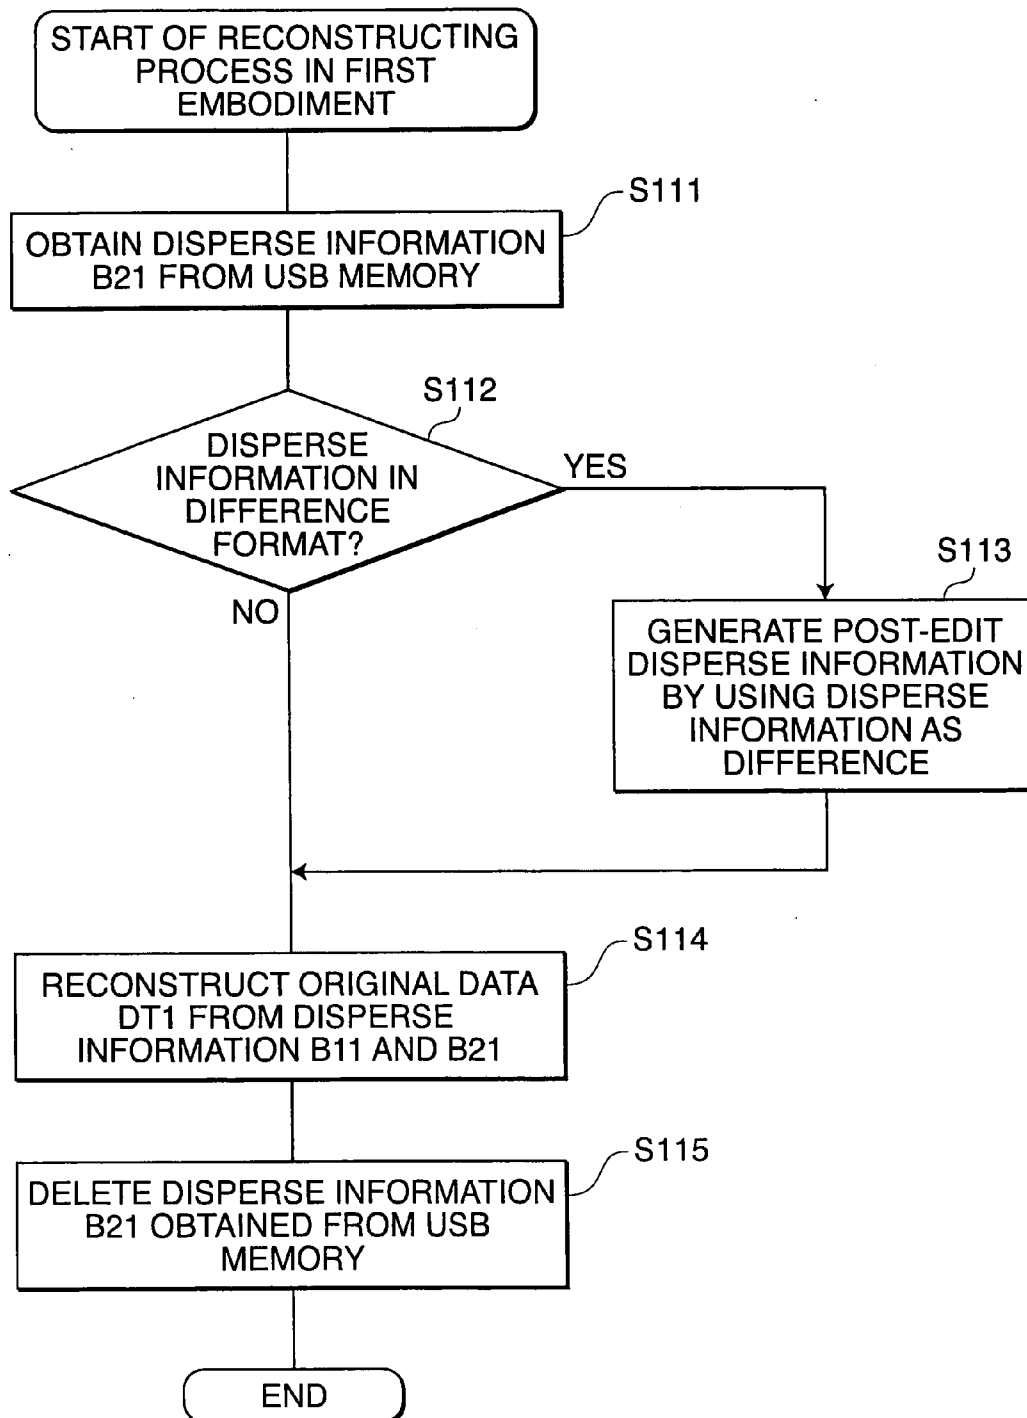 START OF RECONSTRUCTING
PROCESS IN FIRST
EMBODIMENT
S111
OBTAIN DISPERSE INFORMATION
B21 FROM USB MEMORY
S112
DISPERSE
INFORMATION IN
DIFFERENCE
FORMAT?
YES
NO
S113
GENERATE POST-EDIT
DISPERSE INFORMATION
BY USING DISPERSE
INFORMATION AS
DIFFERENCE
S114
RECONSTRUCT ORIGINAL DATA
DT1 FROM DISPERSE
INFORMATION B11 AND B21
S115
DELETE DISPERSE INFORMATION
B21 OBTAINED FROM USB
MEMORY
END